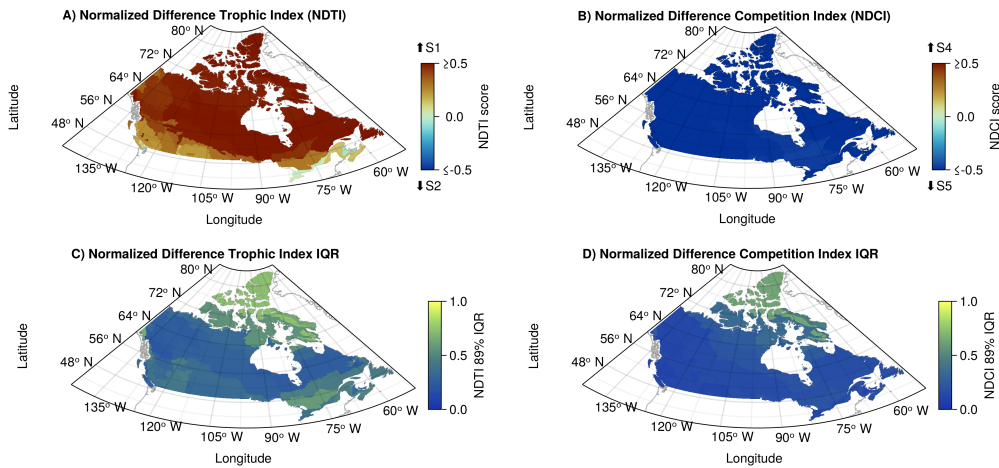 A) Normalized Difference Trophic Index (NDTI)
80° N
72° N
64° N
56° N
48° N
Latitude
135° W
120° W
105° W
90° W
75° W
60° W
Longitude
⬆S1
≥0.5
0.0
≤-0.5
⬇S2
NDTI score
B) Normalized Difference Competition Index (NDCI)
80° N
72° N
64° N
56° N
48° N
Latitude
135° W
120° W
105° W
90° W
75° W
60° W
Longitude
⬆S4
≥0.5
0.0
≤-0.5
⬇S5
NDCI score
C) Normalized Difference Trophic Index IQR
80° N
72° N
64° N
56° N
48° N
Latitude
135° W
120° W
105° W
90° W
75° W
60° W
Longitude
1.0
0.5
0.0
NDTI 89% IQR
D) Normalized Difference Competition Index IQR
80° N
72° N
64° N
56° N
48° N
Latitude
135° W
120° W
105° W
90° W
75° W
60° W
Longitude
1.0
0.5
0.0
NDCI 89% IQR